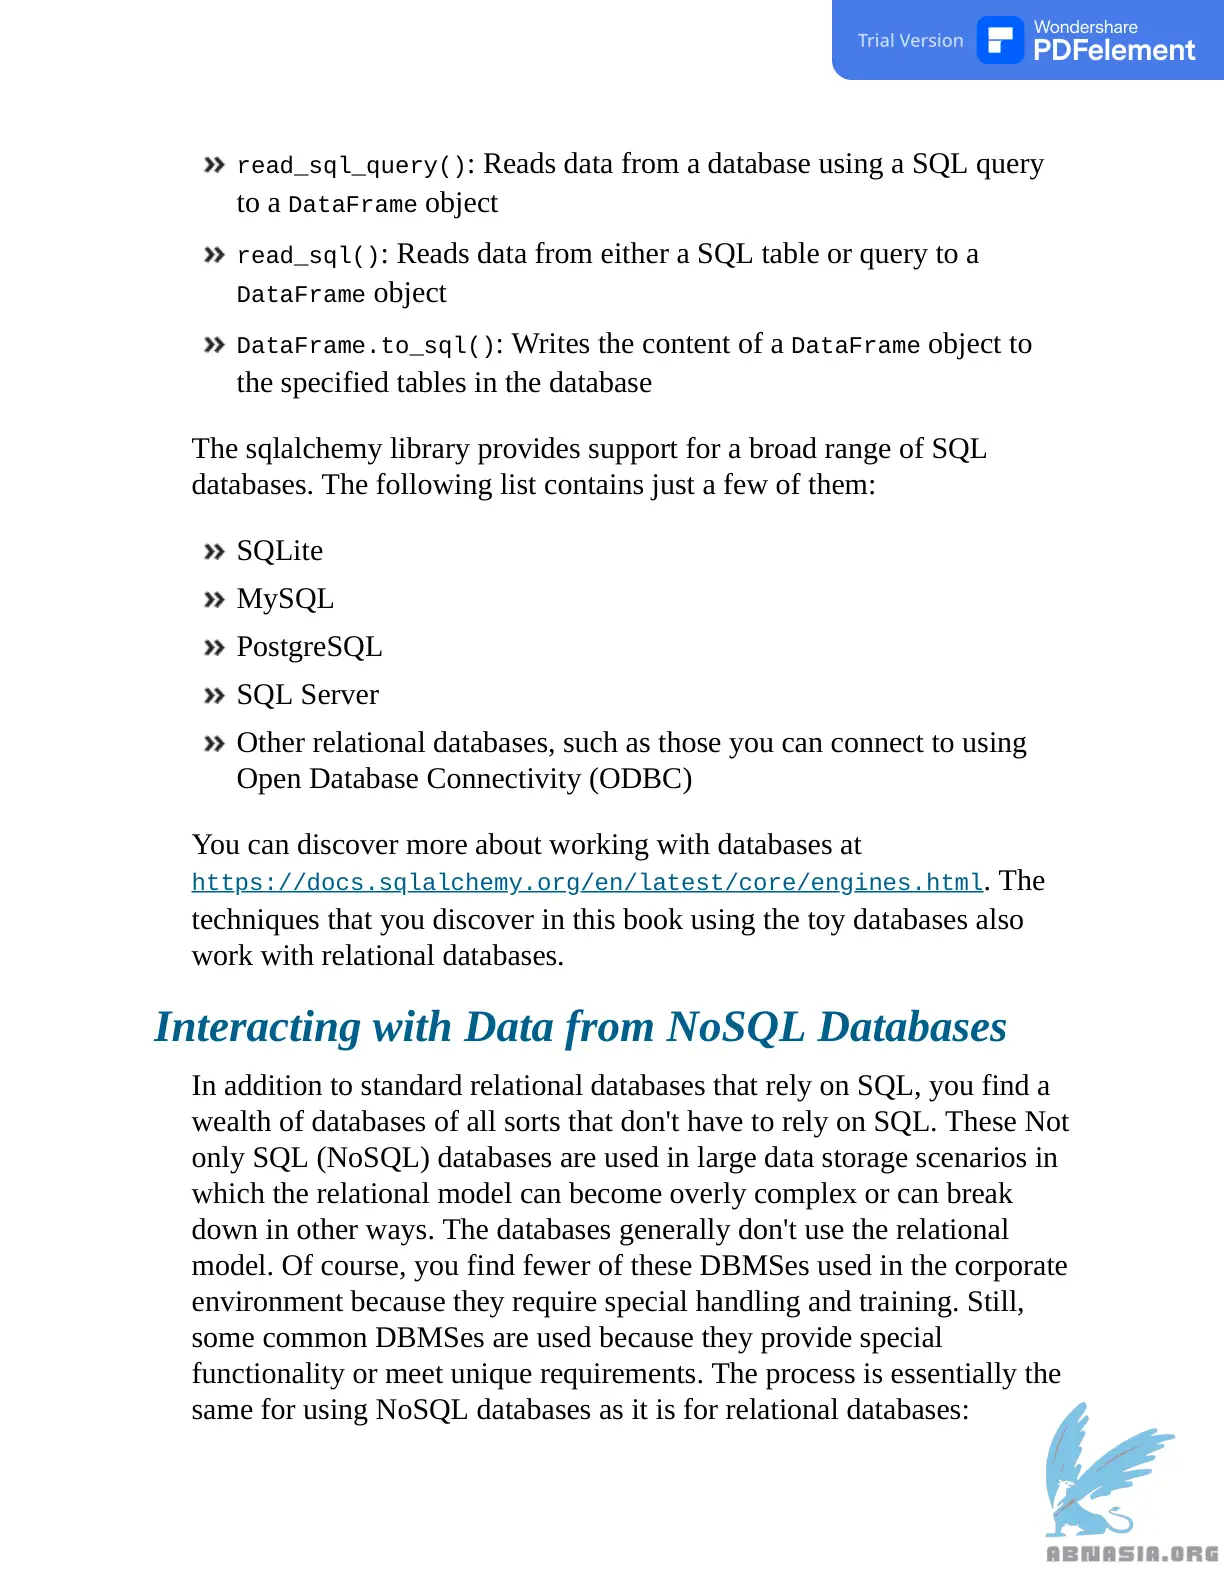 Trial Version
Wondershare
PDFelement
» read_sql_query(): Reads data from a database using a SQL query
to a DataFrame object
» read_sql(): Reads data from either a SQL table or query to a
DataFrame object
» DataFrame.to_sql(): Writes the content of a DataFrame object to
the specified tables in the database
The sqlalchemy library provides support for a broad range of SQL
databases. The following list contains just a few of them:
» SQLite
» MySQL
» PostgreSQL
» SQL Server
» Other relational databases, such as those you can connect to using
Open Database Connectivity (ODBC)
You can discover more about working with databases at
https://docs.sqlalchemy.org/en/latest/core/engines.html. The
techniques that you discover in this book using the toy databases also
work with relational databases.
Interacting with Data from NoSQL Databases
In addition to standard relational databases that rely on SQL, you find a
wealth of databases of all sorts that don't have to rely on SQL. These Not
only SQL (NoSQL) databases are used in large data storage scenarios in
which the relational model can become overly complex or can break
down in other ways. The databases generally don't use the relational
model. Of course, you find fewer of these DBMSes used in the corporate
environment because they require special handling and training. Still,
some common DBMSes are used because they provide special
functionality or meet unique requirements. The process is essentially the
same for using NoSQL databases as it is for relational databases:
ABNASIA.ORG